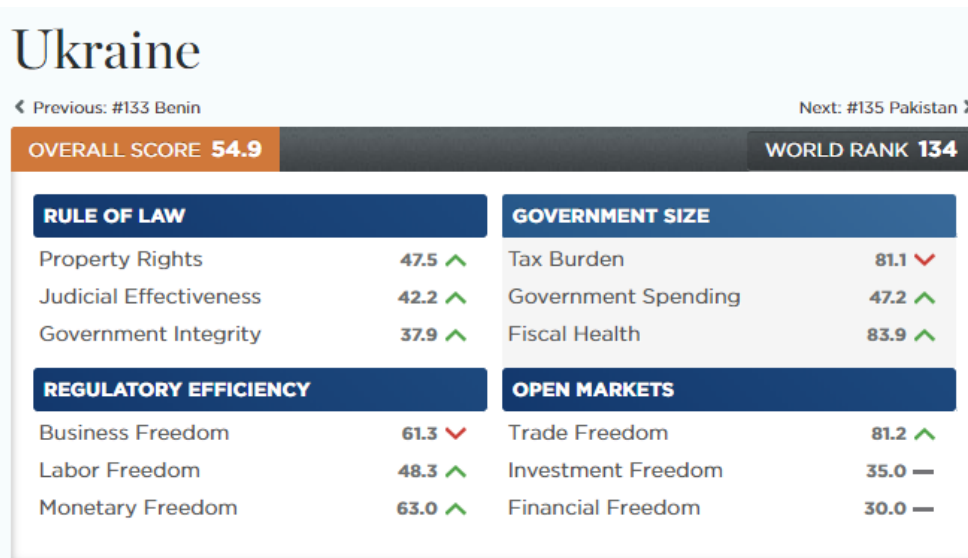 Ukraine
Previous: #133 Benin
Next: #135 Pakistan
OVERALL SCORE 54.9
WORLD RANK 134
RULE OF LAW
Property Rights 47.5
Judicial Effectiveness 42.2
Government Integrity 37.9
GOVERNMENT SIZE
Tax Burden 81.1
Government Spending 47.2
Fiscal Health 83.9
REGULATORY EFFICIENCY
Business Freedom 61.3
Labor Freedom 48.3
Monetary Freedom 63.0
OPEN MARKETS
Trade Freedom 81.2
Investment Freedom 35.0
Financial Freedom 30.0